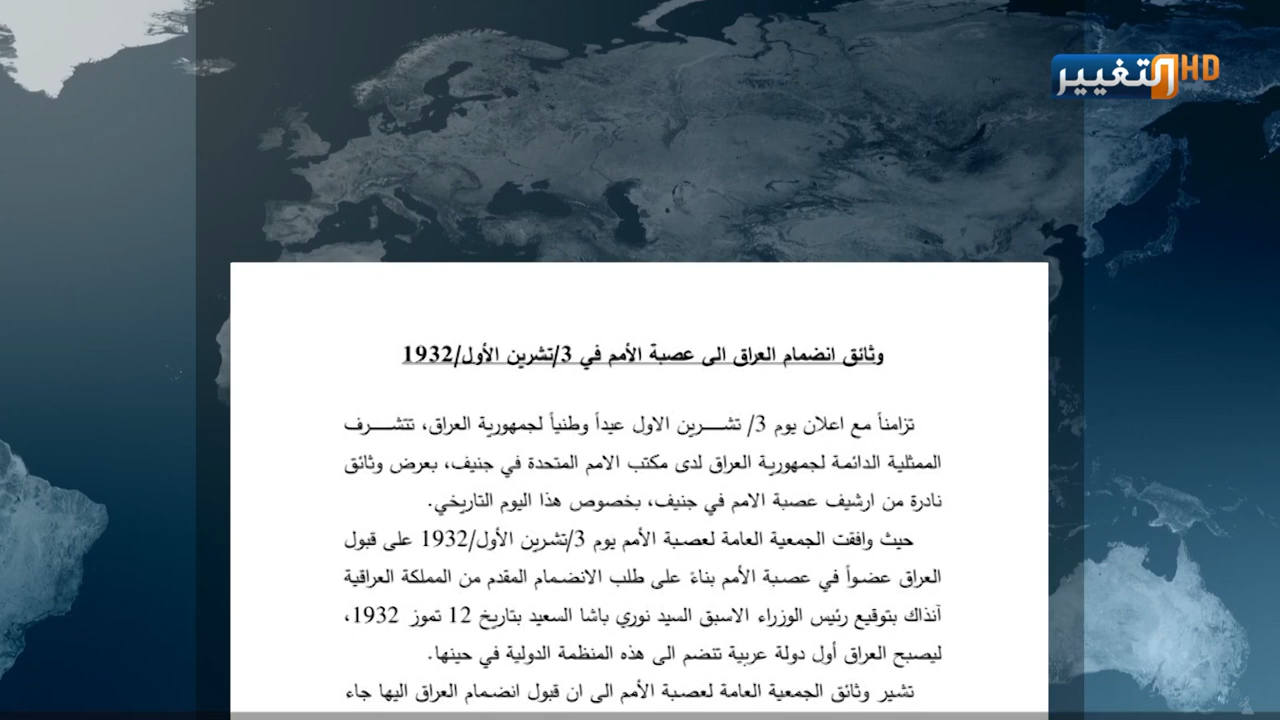 التغيير HD
وثائق انضمام العراق الى عصبة الأمم في 3/تشرين الأول/1932
تزامناً مع اعلان يوم 3/ تشـــرين الاول عيداً وطنياً لجمهورية العراق، تتشـــرف
الممثلية الدائمة لجمهورية العراق لدى مكتب الامم المتحدة في جنيف، بعرض وثائق
نادرة من ارشيف عصبة الامم في جنيف، بخصوص هذا اليوم التاريخي.
حيث وافقت الجمعية العامة لعصبة الأمم يوم 3/تشرين الأول/1932 على قبول
العراق عضواً في عصبة الأمم بناءً على طلب الانضمام المقدم من المملكة العراقية
آنذاك بتوقيع رئيس الوزراء الاسبق السيد نوري باشا السعيد بتاريخ 12 تموز 1932،
ليصبح العراق أول دولة عربية تنضم الى هذه المنظمة الدولية في حينها.
تشير وثائق الجمعية العامة لعصبة الأمم الى ان قبول انضمام العراق اليها جاء